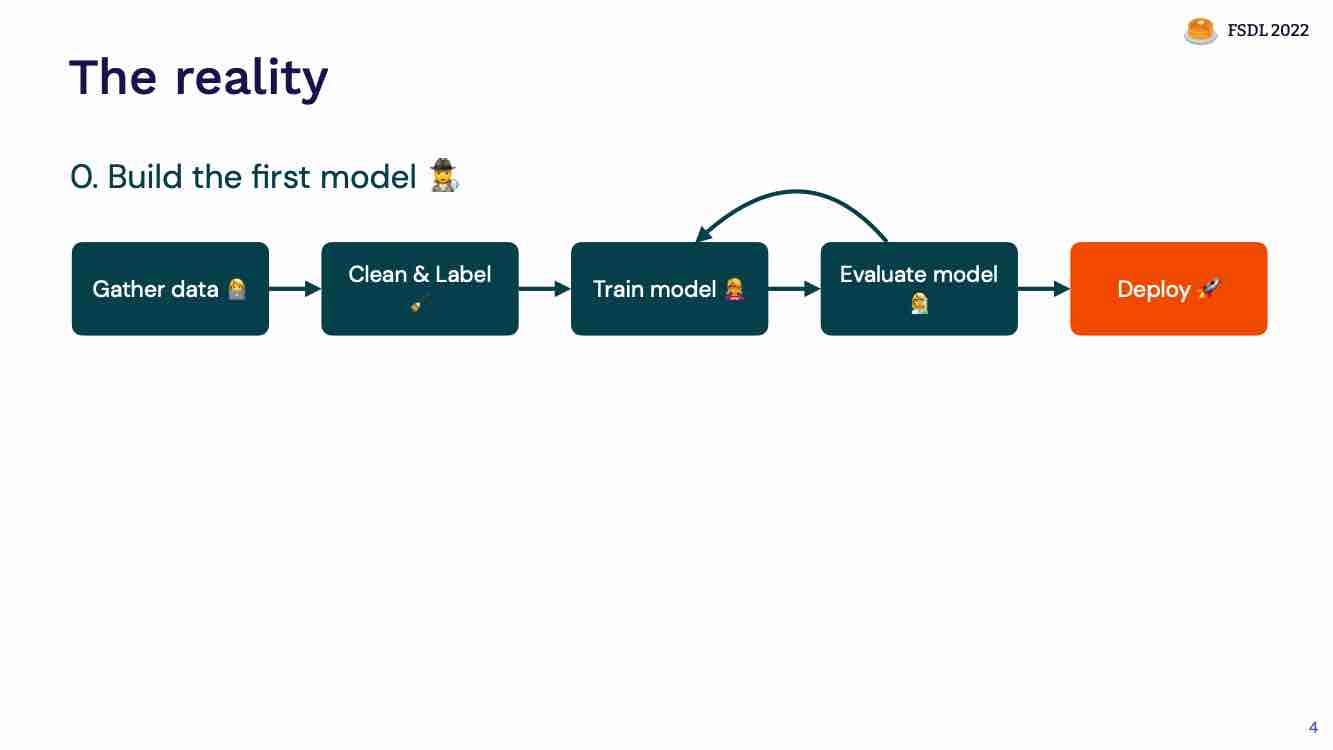 FSDL 2022
The reality
0. Build the first model 🕵️‍♀️
Gather data 👩‍💼
Clean & Label
🧹
Train model 👩‍🏫
Evaluate model
👩‍🔬
Deploy 🚀
4